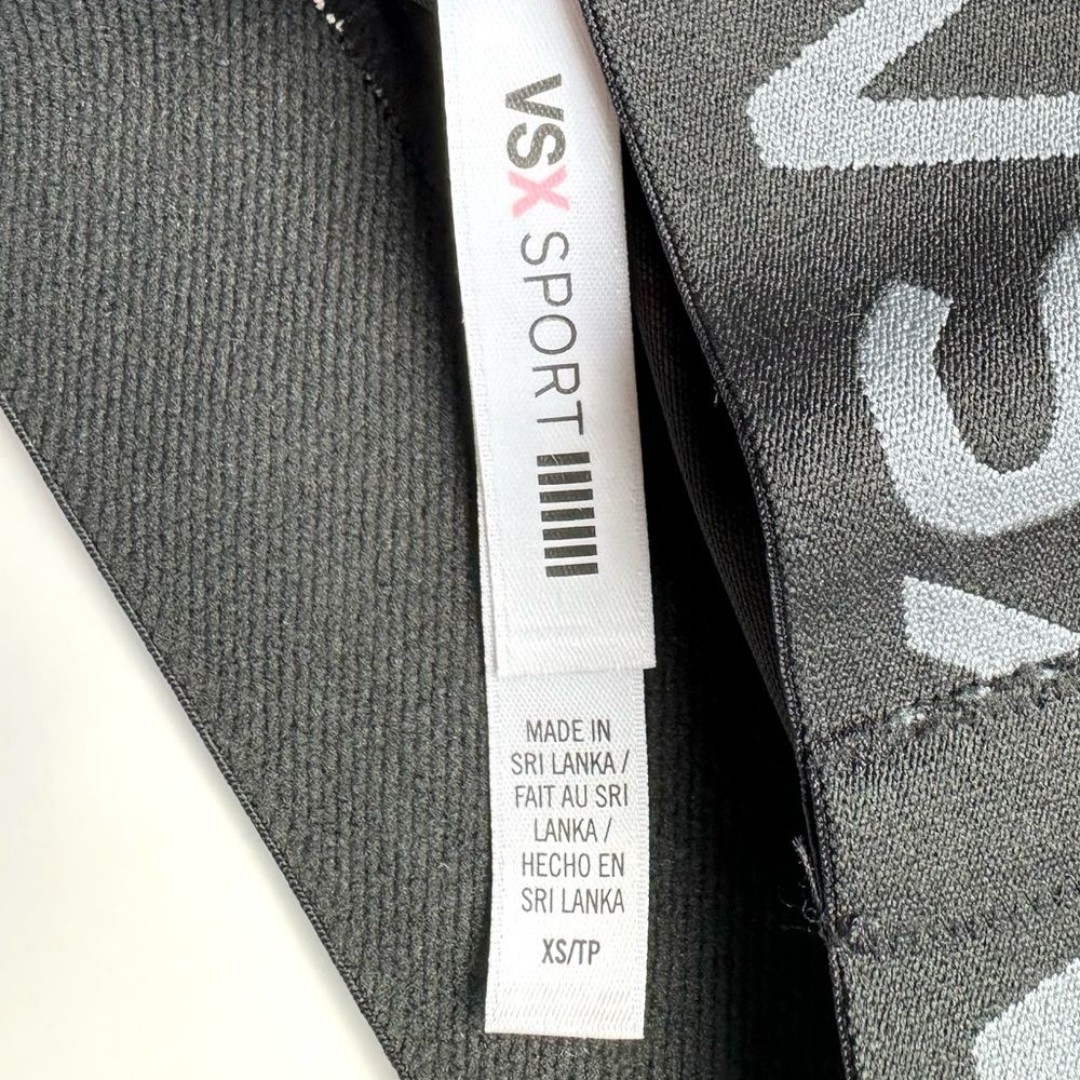 VSX SPORT
MADE IN
SRI LANKA /
FAIT AU SRI
LANKA /
HECHO EN
SRI LANKA
XS/TP